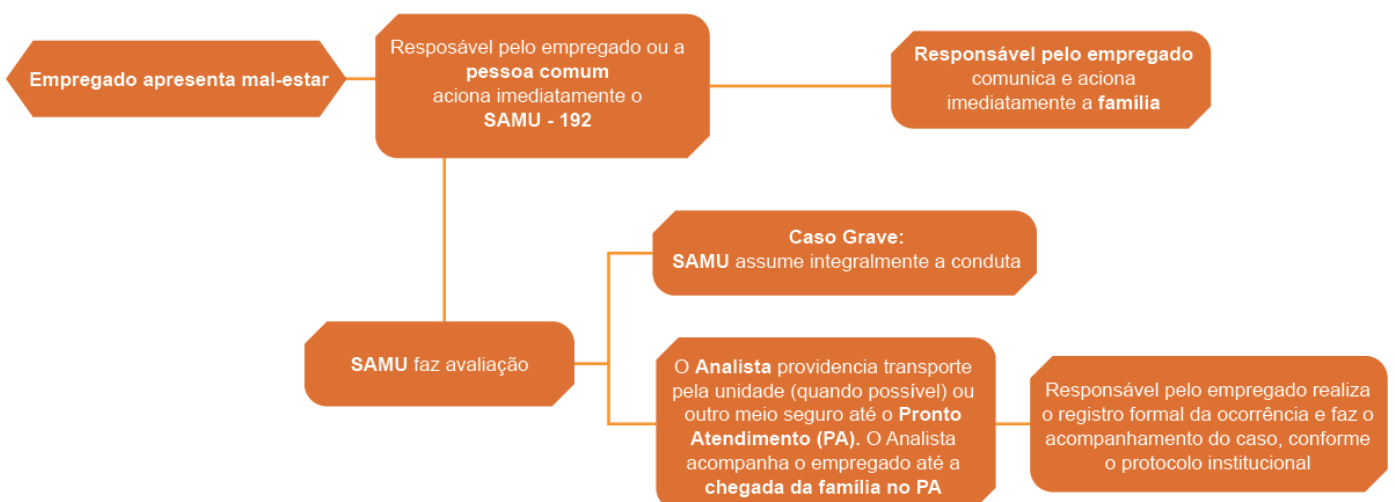 Empregado apresenta mal-estar
Resposável pelo empregado ou a
pessoa comum
aciona imediatamente o
SAMU - 192
Responsável pelo empregado
comunica e aciona
imediatamente a família
Caso Grave:
SAMU assume integralmente a conduta
SAMU faz avaliação
O Analista providencia transporte
pela unidade (quando possível) ou
outro meio seguro até o Pronto
Atendimento (PA). O Analista
acompanha o empregado até a
chegada da família no PA
Responsável pelo empregado realiza
o registro formal da ocorrência e faz o
acompanhamento do caso, conforme
o protocolo institucional